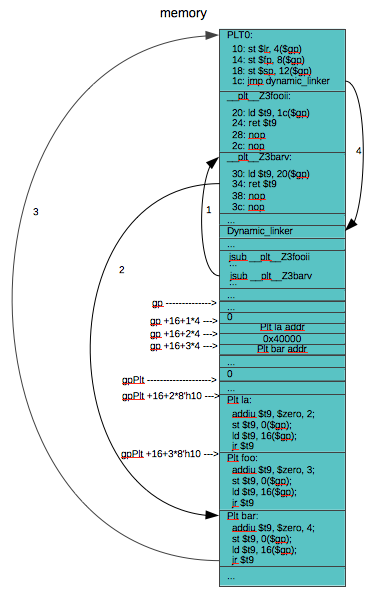 memory
PLT0:
10: st $lr, 4($gp)
14: st $fp, 8($gp)
18: st $sp, 12($gp)
1c: jmp dynamic_linker
__plt__Z3fooii:
20: ld $t9, 1c($gp)
24: ret $t9
28: nop
2c: nop
__plt__Z3barv:
30: ld $t9, 20($gp)
34: ret $t9
38: nop
3c: nop
...
Dynamic_linker
...
jsub __plt__Z3fooii
...
jsub __plt__Z3barv
...
gp -------------->
...
gp +16+1*4 --->
0
Plt la addr
gp +16+2*4 --->
0x40000
gp +16+3*4 --->
Plt bar addr
...
0
gpPlt -------------------->
gpPlt +16+2*8'h10 --->
Plt la:
addiu $t9, $zero, 2;
st $t9, 0($gp);
ld $t9, 16($gp);
jr $t9
gpPlt +16+3*8'h10 --->
Plt foo:
addiu $t9, $zero, 3;
st $t9, 0($gp);
ld $t9, 16($gp);
jr $t9
Plt bar:
addiu $t9, $zero, 4;
st $t9, 0($gp);
ld $t9, 16($gp);
jr $t9
...
1
2
3
4